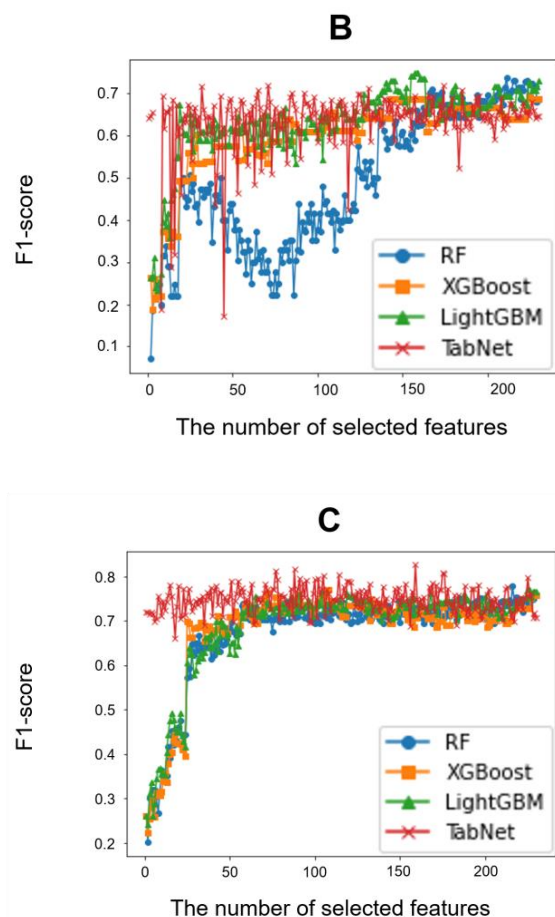 B
F1-score
0.7
0.6
0.5
0.4
0.3
0.2
0.1
RF
XGBoost
LightGBM
TabNet
0 50 100 150 200
The number of selected features
C
F1-score
0.8
0.7
0.6
0.5
0.4
0.3
0.2
RF
XGBoost
LightGBM
TabNet
0 50 100 150 200
The number of selected features